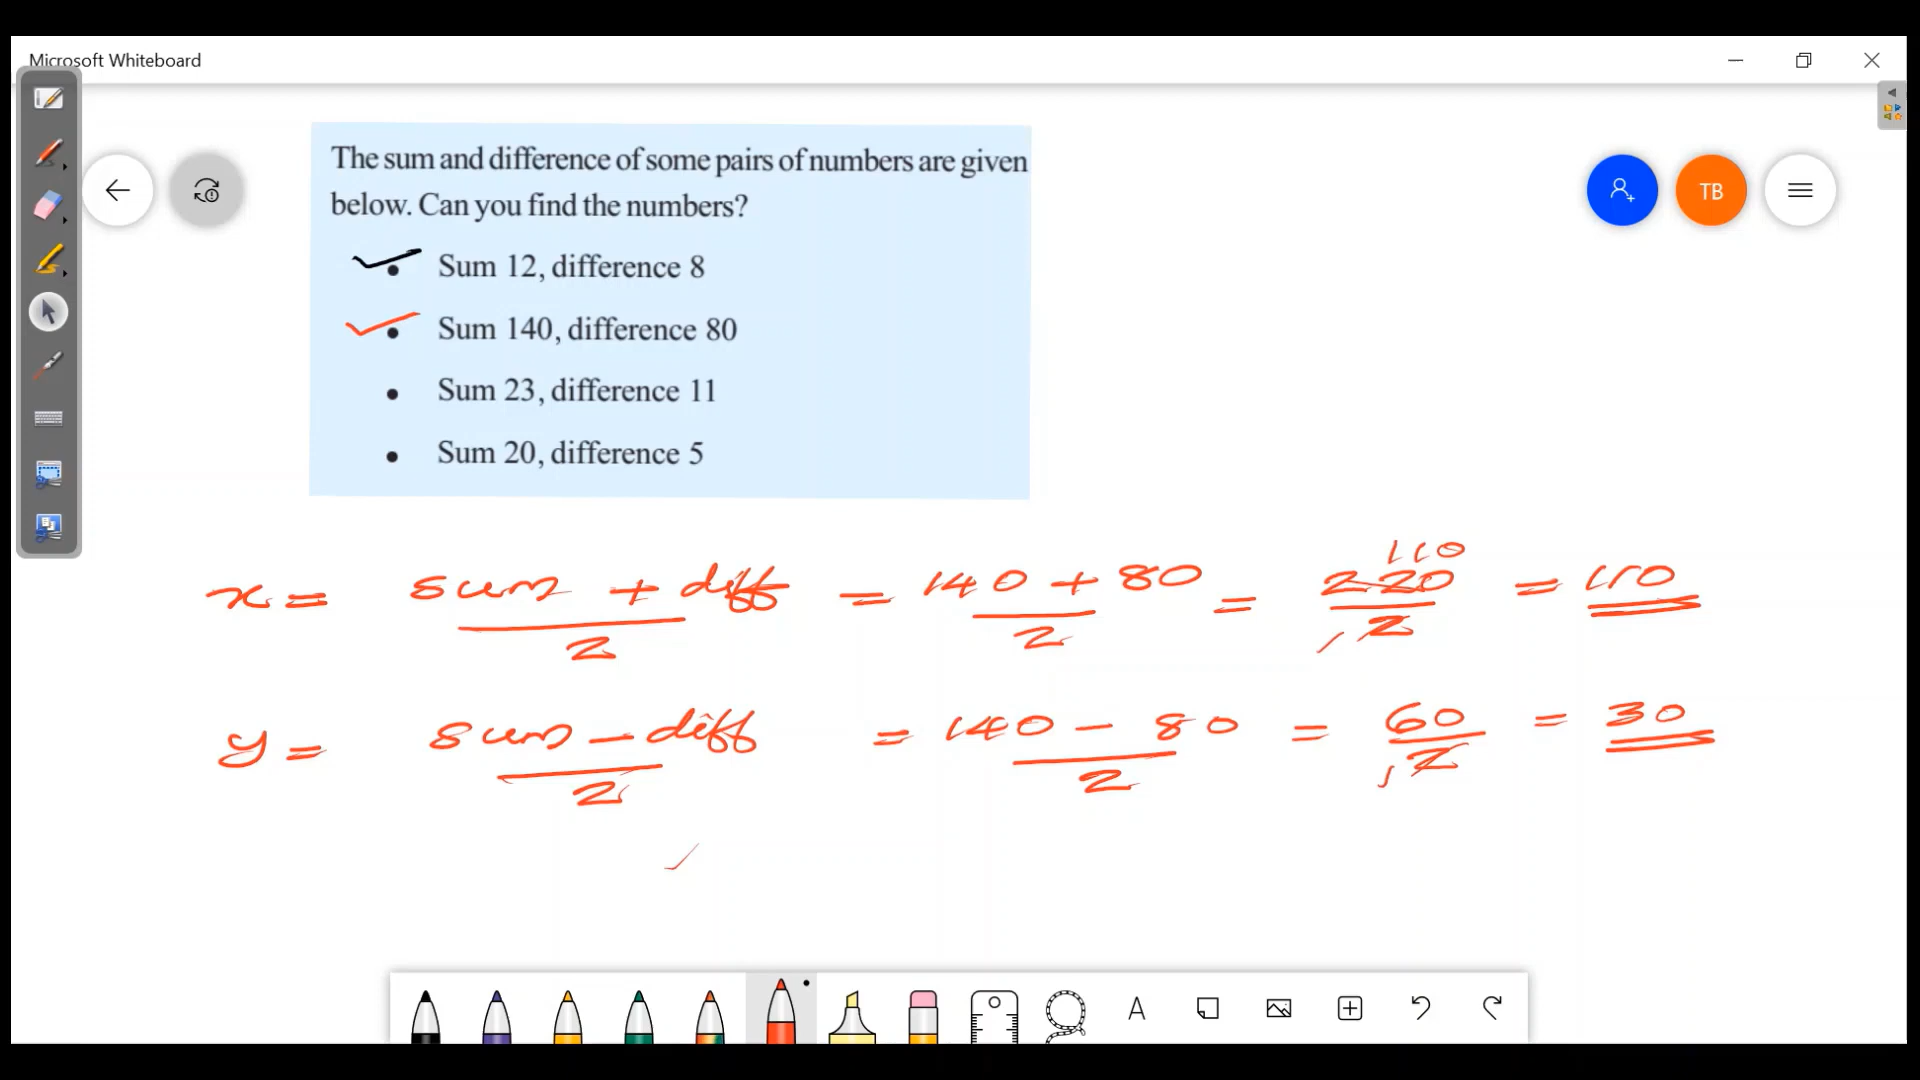 Microsoft Whiteboard
TB
The sum and difference of some pairs of numbers are given
below. Can you find the numbers?
• Sum 12, difference 8
• Sum 140, difference 80
• Sum 23, difference 11
• Sum 20, difference 5
x = sum + diff / 2 = 140 + 80 / 2 = 220 / 2 110 = 110
y = sum - diff / 2 = 140 - 80 / 2 = 60 / 2 = 30
A